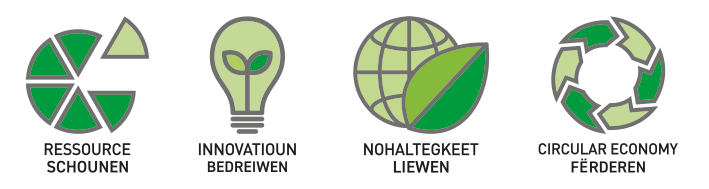 RESSOURCE
SCHOUNEN
INNOVATIOUN
BEDREIWEN
NOHALTEGKEET
LIEWEN
CIRCULAR ECONOMY
FËRDEREN